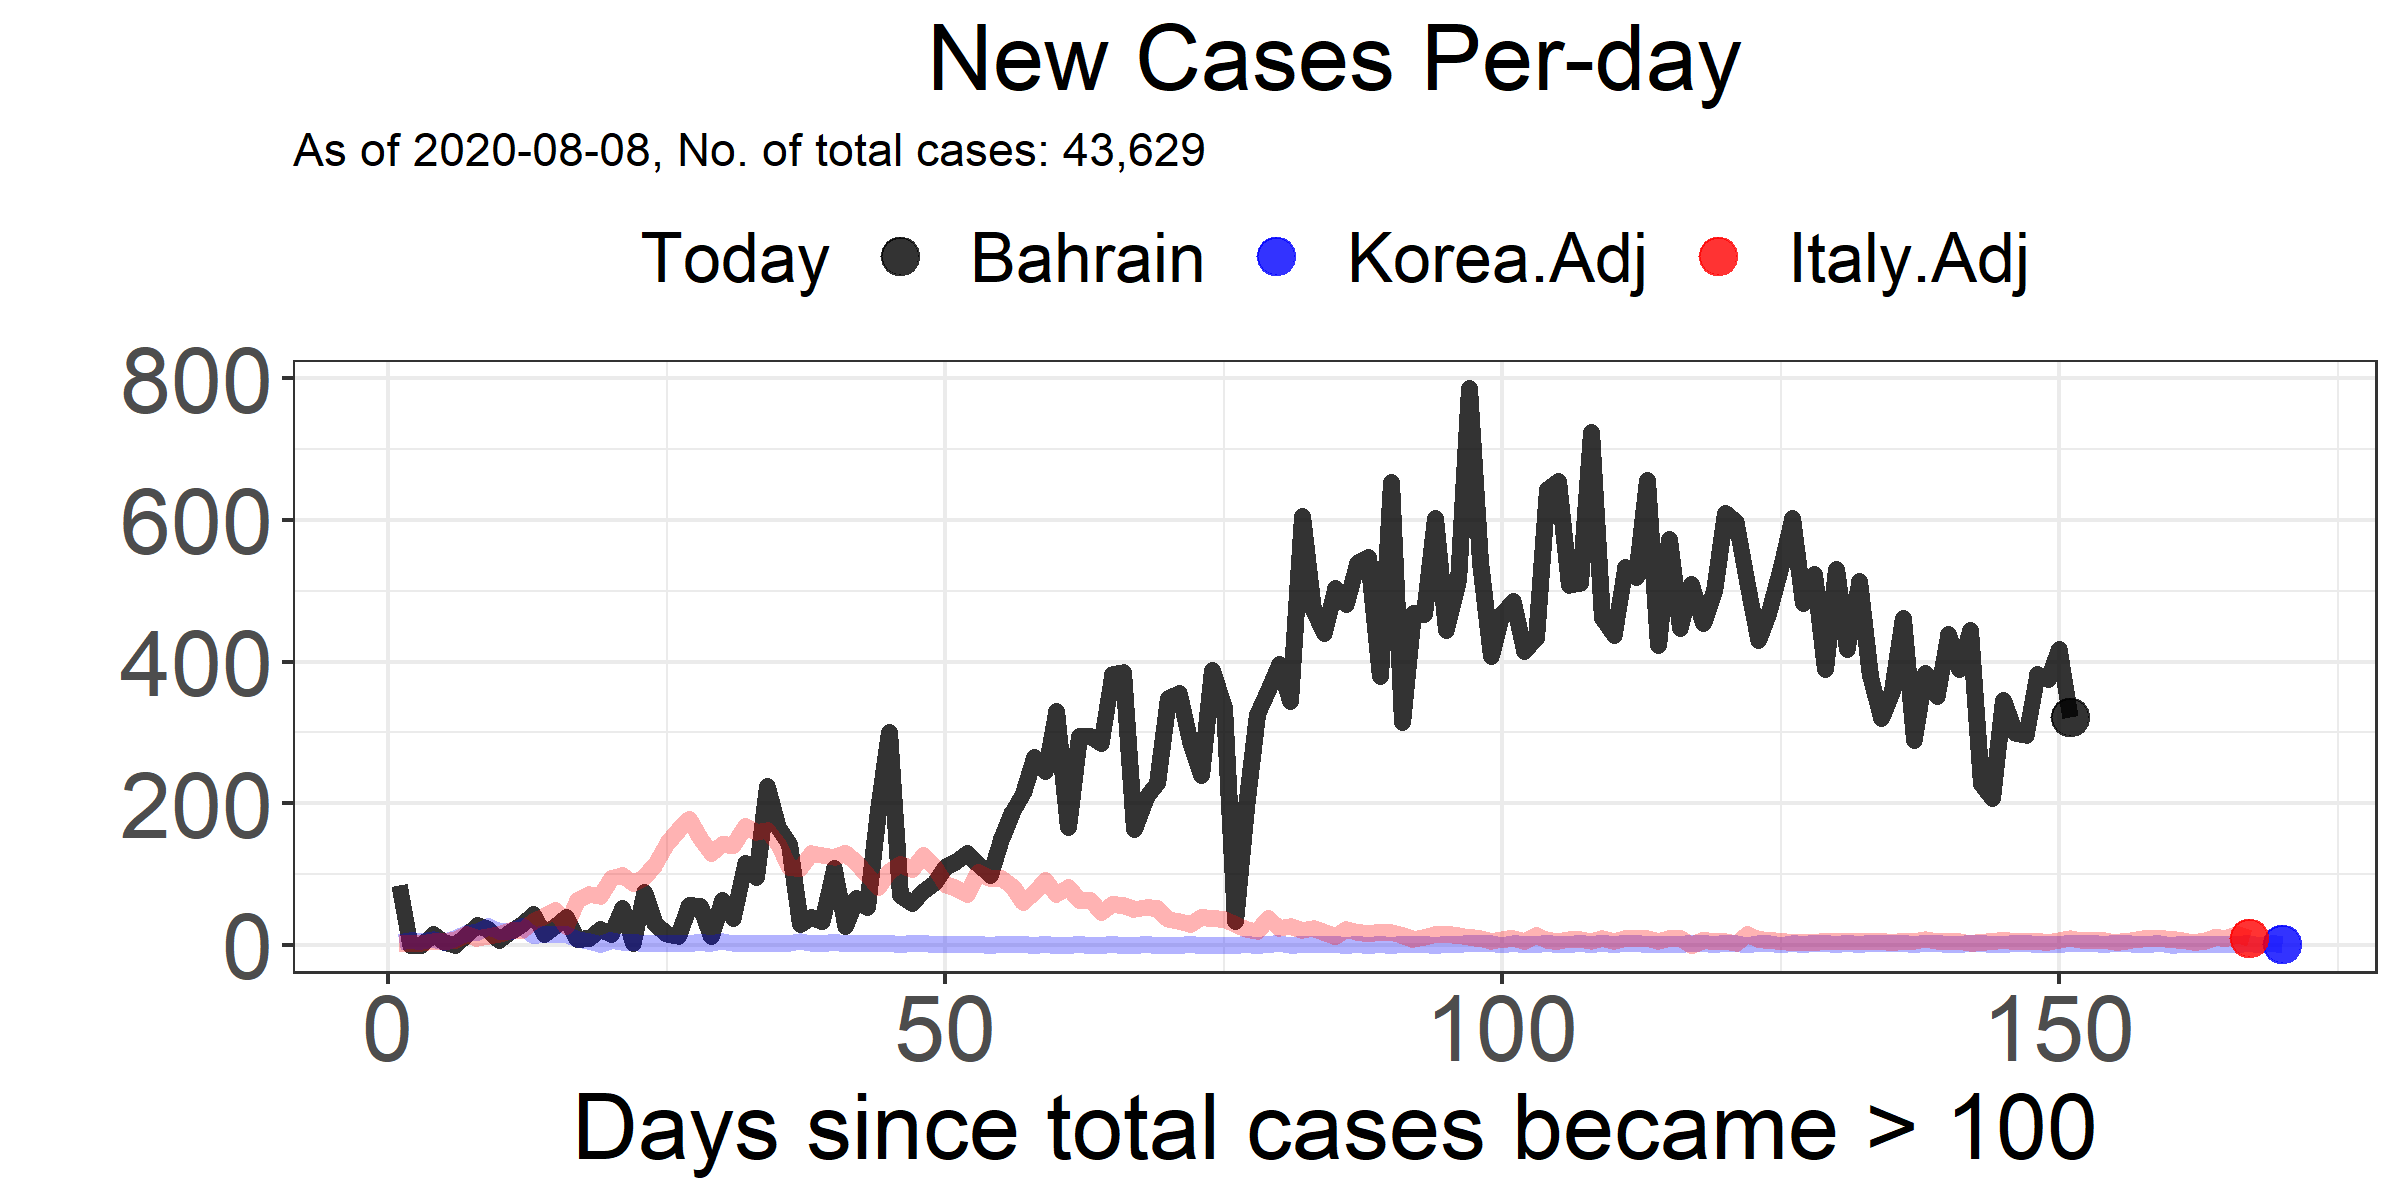 New Cases Per-day
As of 2020-08-08, No. of total cases: 43,629
Today Bahrain Korea.Adj Italy.Adj
800
600
400
200
0
0 50 100 150
Days since total cases became > 100